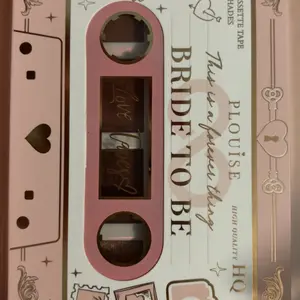 CASSETTE TAPE
SHADES
PLOUISE
This is a forever thing
BRIDE TO BE
HIGH QUALITY HQ
Love